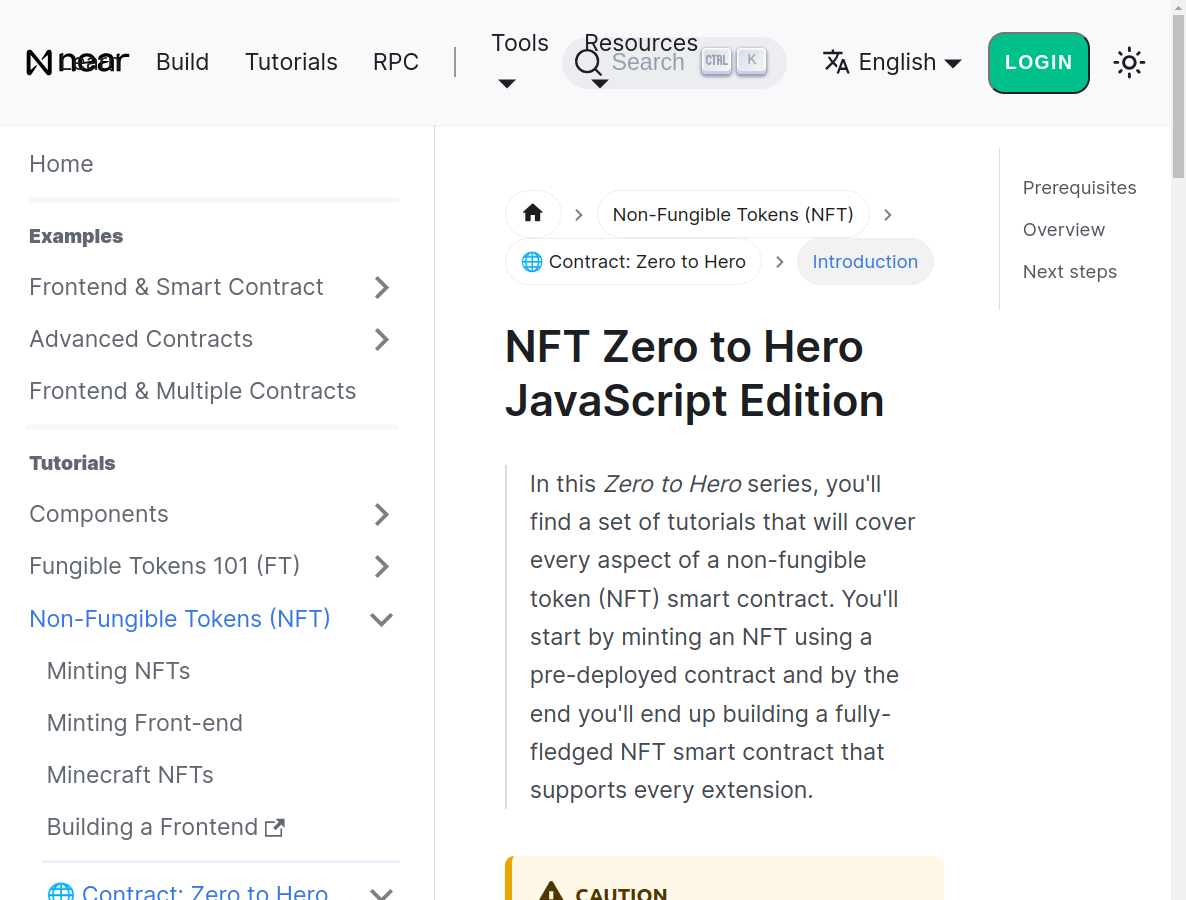 near
Learn
Build
Tutorials
RPC
Tools
Resources
Search
CTRL
K
English
LOGIN
Home
Examples
Frontend & Smart Contract
Advanced Contracts
Frontend & Multiple Contracts
Tutorials
Components
Fungible Tokens 101 (FT)
Non-Fungible Tokens (NFT)
Minting NFTs
Minting Front-end
Minecraft NFTs
Building a Frontend
🌐 Contract: Zero to Hero
Non-Fungible Tokens (NFT)
🌐 Contract: Zero to Hero
Introduction
NFT Zero to Hero
JavaScript Edition
In this Zero to Hero series, you'll
find a set of tutorials that will cover
every aspect of a non-fungible
token (NFT) smart contract. You'll
start by minting an NFT using a
pre-deployed contract and by the
end you'll end up building a fully-
fledged NFT smart contract that
supports every extension.
CAUTION
Prerequisites
Overview
Next steps